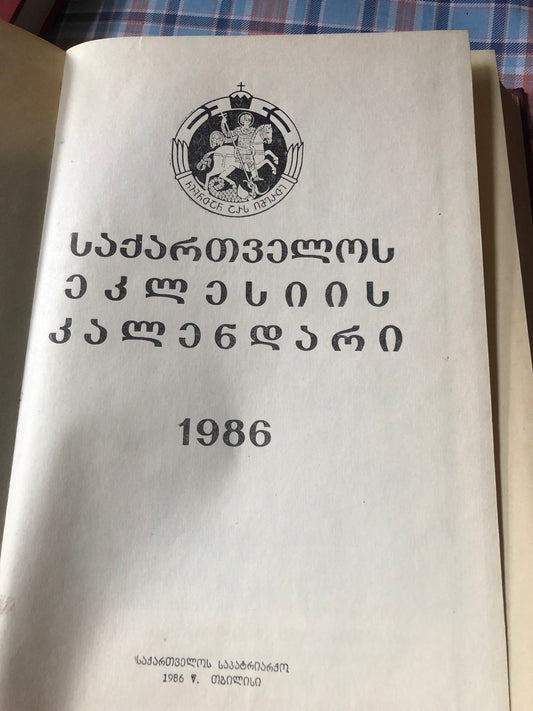 საქართველოს
ეკლესიის
კალენდარი
1986
საქართველოს საპატრიარქო
1986 წ. თბილისი